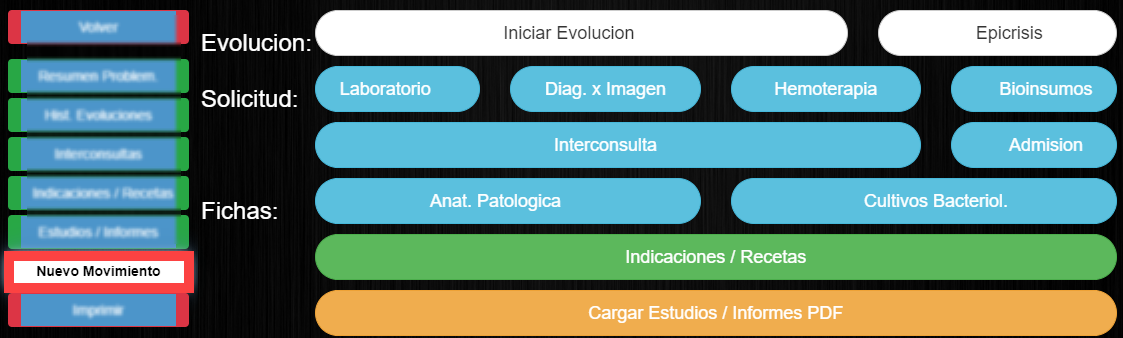 Volver
Resumen Problem.
Hist. Evoluciones
Interconsultas
Indicaciones / Recetas
Estudios / Informes
Nuevo Movimiento
Imprimir
Evolucion:
Iniciar Evolucion
Epicrisis
Solicitud:
Laboratorio
Diag. x Imagen
Hemoterapia
Bioinsumos
Interconsulta
Admision
Fichas:
Anat. Patologica
Cultivos Bacteriol.
Indicaciones / Recetas
Cargar Estudios / Informes PDF